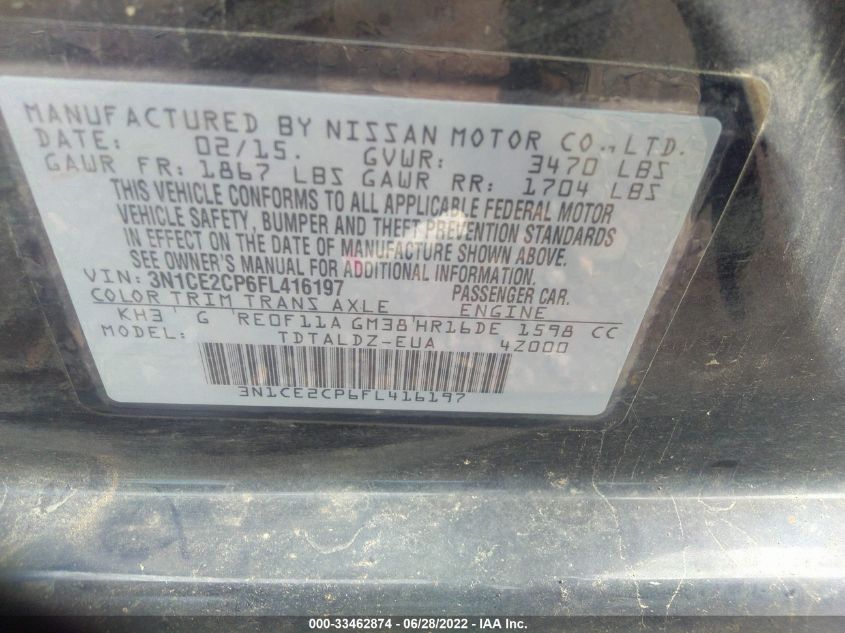 MANUFACTURED BY NISSAN MOTOR CO., LTD.
DATE: 02/15. GVWR: 3470 LBS
GAWR FR: 1867 LBS GAWR RR: 1704 LBS
THIS VEHICLE CONFORMS TO ALL APPLICABLE FEDERAL MOTOR
VEHICLE SAFETY, BUMPER AND THEFT PREVENTION STANDARDS
IN EFFECT ON THE DATE OF MANUFACTURE SHOWN ABOVE.
SEE OWNER'S MANUAL FOR ADDITIONAL INFORMATION.
VIN: 3N1CE2CP6FL416197 PASSENGER CAR.
COLOR TRIM TRANS AXLE ENGINE
KH3 G RE0F11A GM38 HR16DE 1598 CC
MODEL: TDTALDZ-EUA 4Z000
3N1CE2CP6FL416197
000-33462874 - 06/28/2022 - IAA Inc.